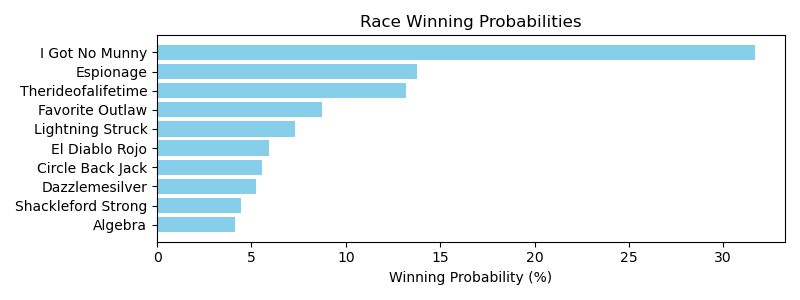 Race Winning Probabilities
I Got No Munny
Espionage
Therideofalifetime
Favorite Outlaw
Lightning Struck
El Diablo Rojo
Circle Back Jack
Dazzlemesilver
Shackleford Strong
Algebra
0 5 10 15 20 25 30
Winning Probability (%)